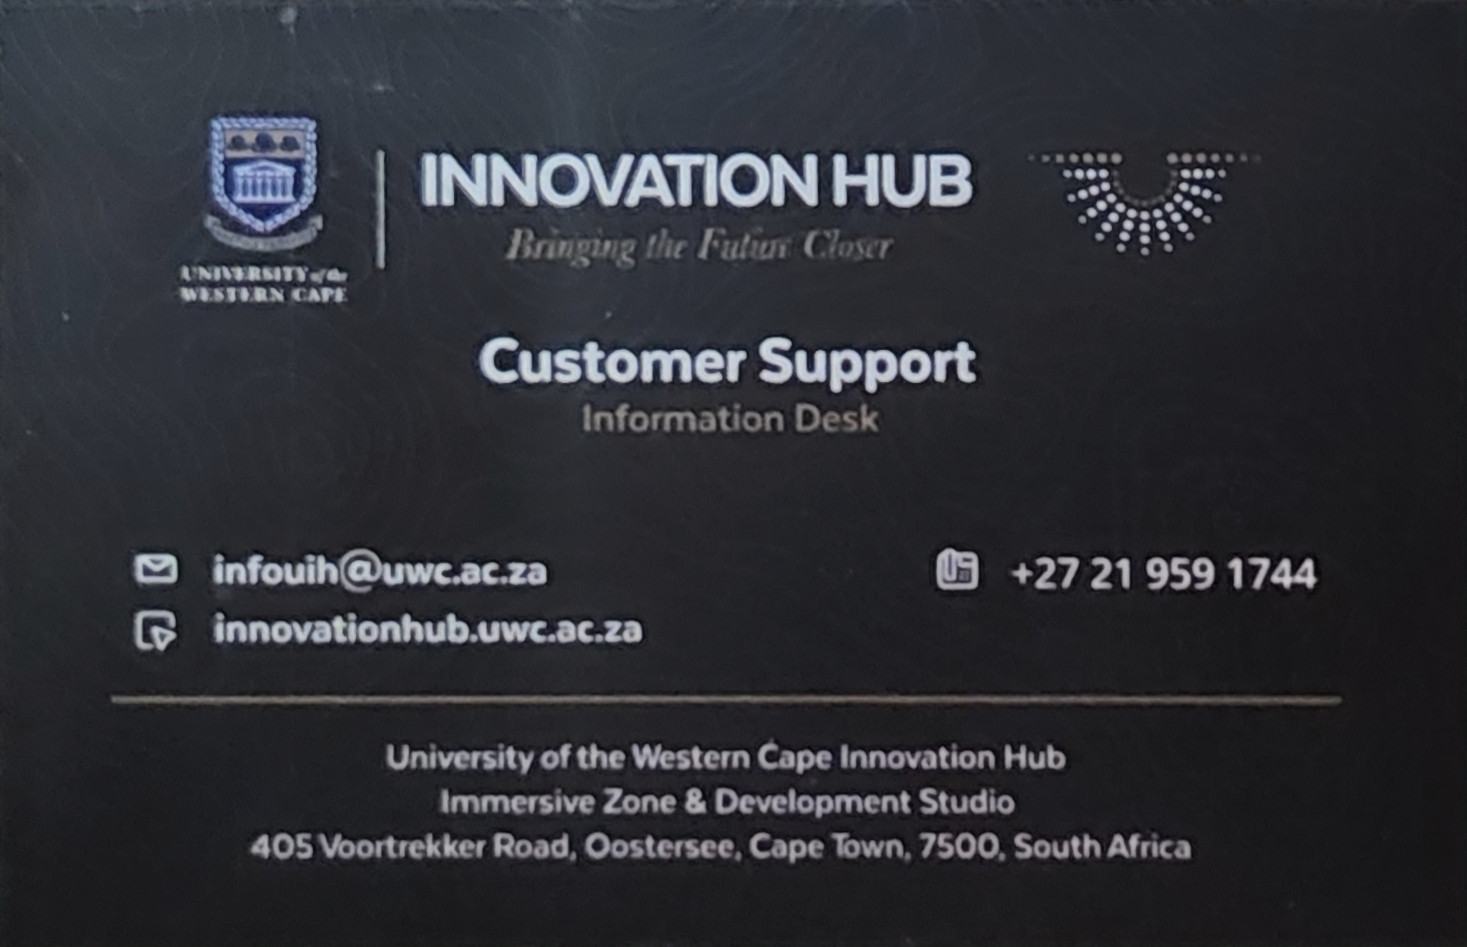 UNIVERSITY of the
WESTERN CAPE
INNOVATION HUB
Bringing the Future Closer
Customer Support
Information Desk
infouih@uwc.ac.za
+27 21 959 1744
innovationhub.uwc.ac.za
University of the Western Cape Innovation Hub
Immersive Zone & Development Studio
405 Voortrekker Road, Oostersee, Cape Town, 7500, South Africa